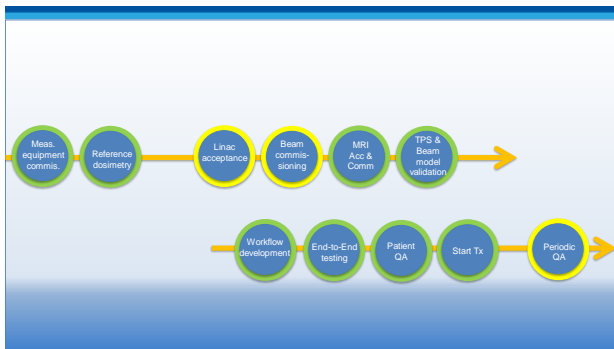 Meas.
equipment
commis.
Reference
dosimetry
Linac
acceptance
Beam
commis-
sioning
MRI
Acc &
Comm
TPS &
Beam
model
validation
Workflow
development
End-to-End
testing
Patient
QA
Start Tx
Periodic
QA